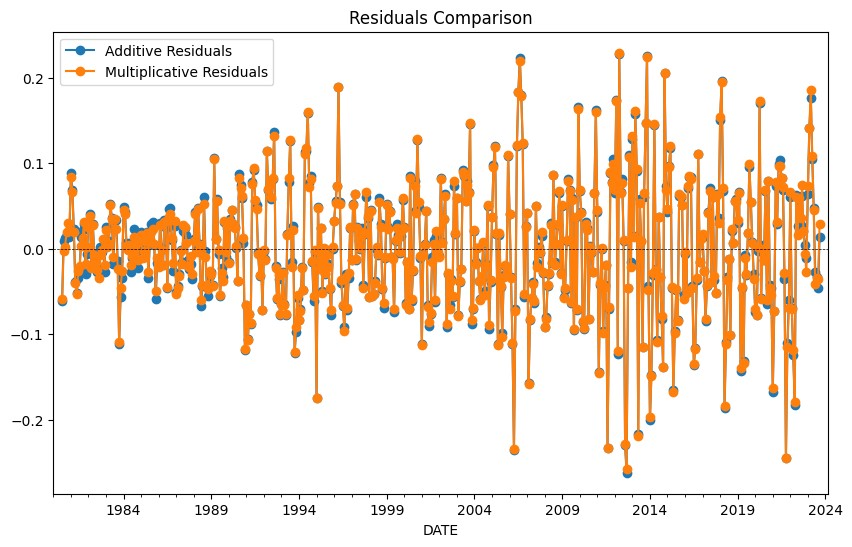 Residuals Comparison
Additive Residuals
Multiplicative Residuals
0.2
0.1
0.0
−0.1
−0.2
1984 1989 1994 1999 2004 2009 2014 2019 2024
DATE